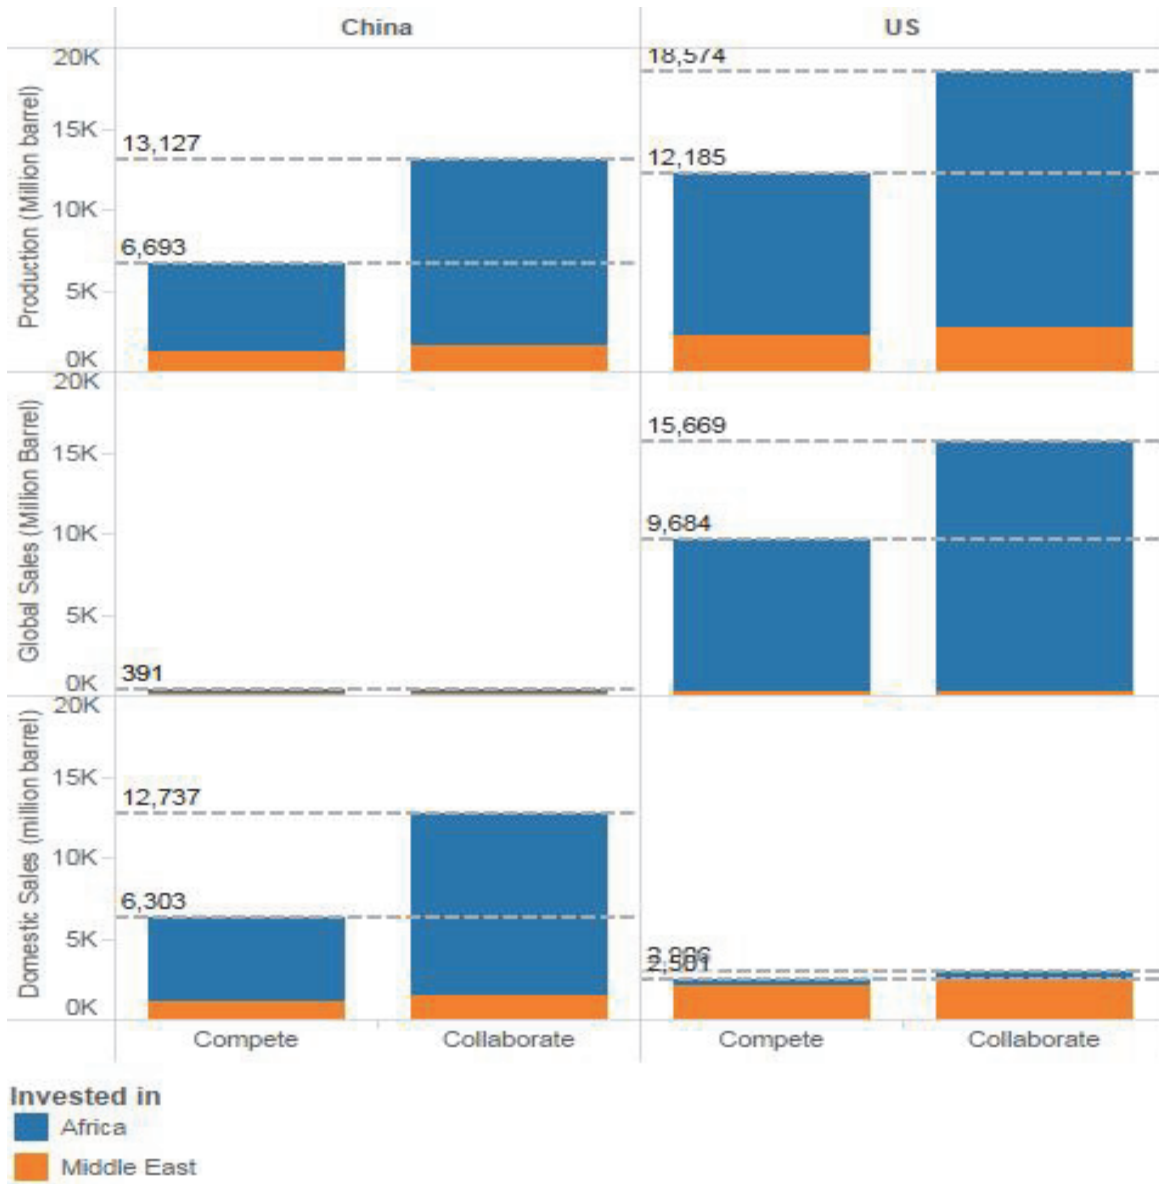 China US
20K
18,574
15K
13,127
12,185
10K
6,693
5K
0K
Production (Million barrel)
20K
15,669
15K
10K
9,684
5K
391
0K
Global Sales (Million Barrel)
20K
15K
12,737
10K
6,303
5K
2,501
0K
Domestic Sales (million barrel)
Compete Collaborate Compete Collaborate
Invested in
Africa
Middle East